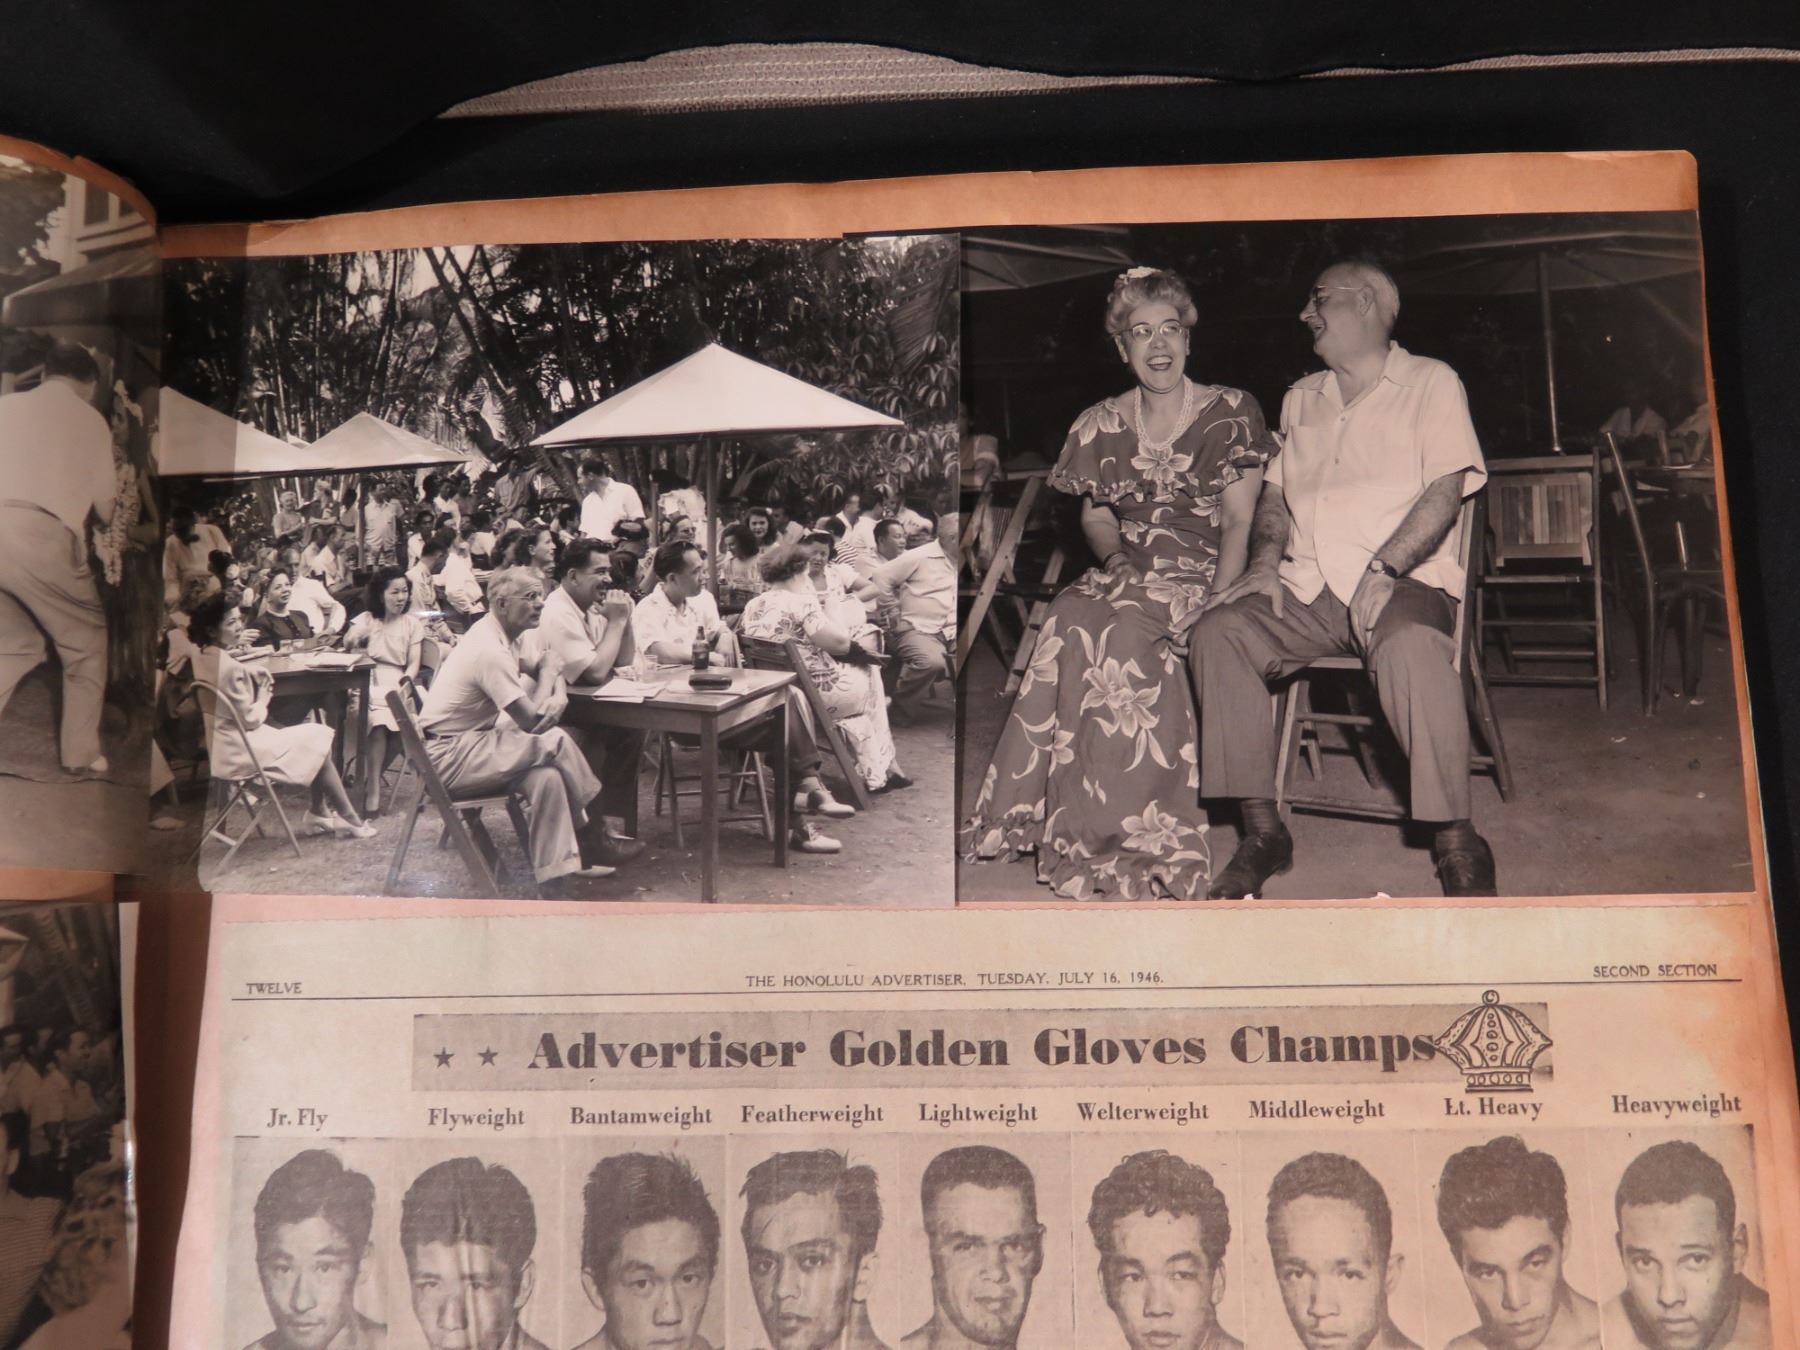 TWELVE
THE HONOLULU ADVERTISER, TUESDAY, JULY 16, 1946.
SECOND SECTION
★ ★ Advertiser Golden Gloves Champs
Jr. Fly Flyweight Bantamweight Featherweight Lightweight Welterweight Middleweight Lt. Heavy Heavyweight